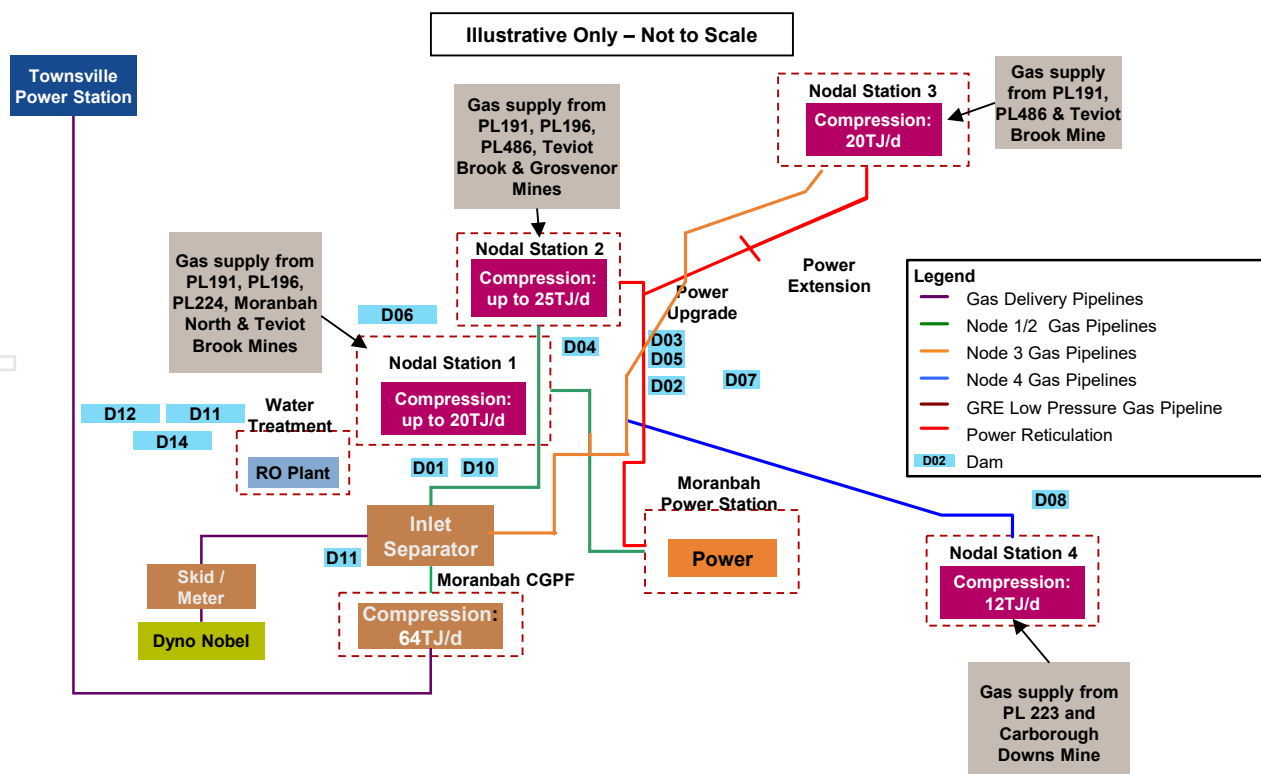 Illustrative Only – Not to Scale
Townsville
Power Station
Gas supply from
PL191, PL196,
PL486, Teviot
Brook & Grosvenor
Mines
Nodal Station 3
Compression:
20TJ/d
Gas supply
from PL191,
PL486 & Teviot
Brook Mine
Gas supply from
PL191, PL196,
PL224, Moranbah
North & Teviot
Brook Mines
Nodal Station 2
Compression:
up to 25TJ/d
Power
Extension
Power
Upgrade
Legend
Gas Delivery Pipelines
Node 1/2 Gas Pipelines
Node 3 Gas Pipelines
Node 4 Gas Pipelines
GRE Low Pressure Gas Pipeline
Power Reticulation
D02 Dam
D06
D04
D03
D05
D02
D07
Nodal Station 1
Compression:
up to 20TJ/d
D12
D11
D14
Water
Treatment
RO Plant
D01
D10
Moranbah
Power Station
Power
D08
Inlet
Separator
D11
Nodal Station 4
Compression:
12TJ/d
Skid /
Meter
Dyno Nobel
Moranbah CGPF
Compression:
64TJ/d
Gas supply from
PL 223 and
Carborough
Downs Mine